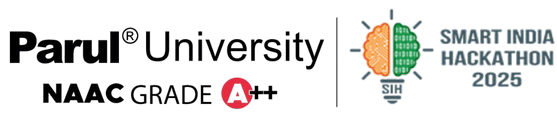 Parul® University
NAAC GRADE A++
SIH
SMART INDIA
HACKATHON
2025